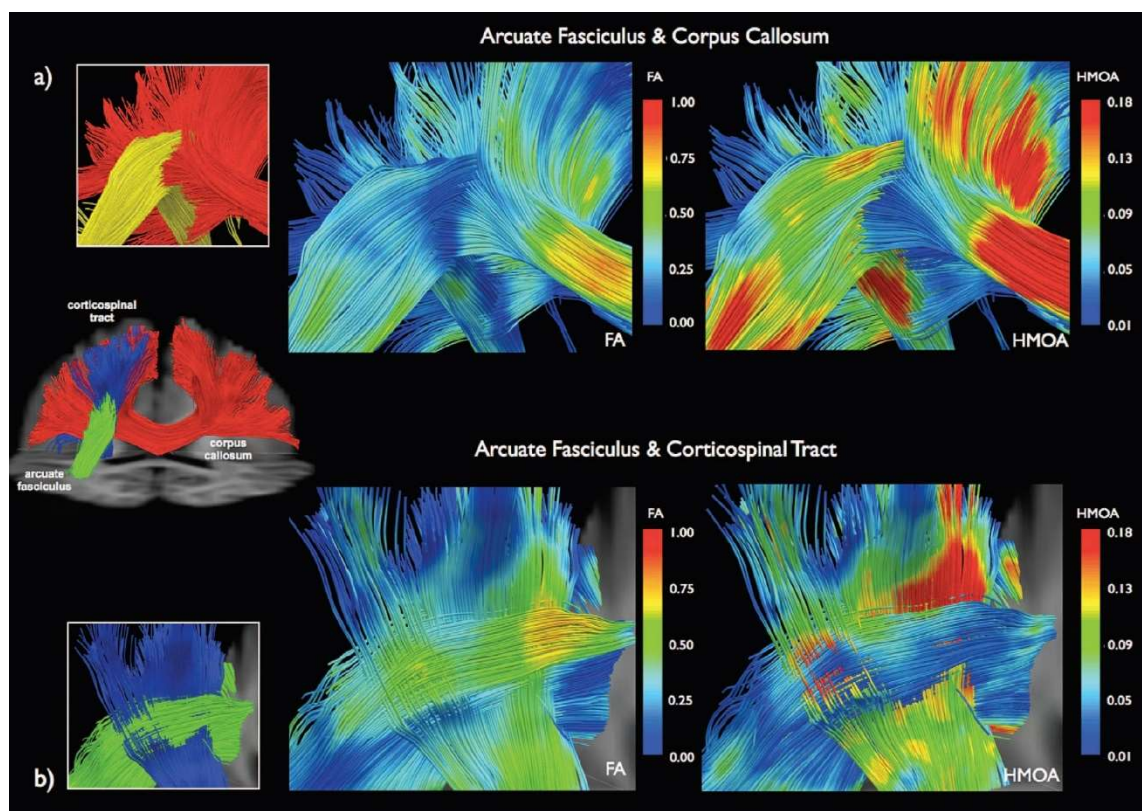 Arcuate Fasciculus & Corpus Callosum
a)
FA
1.00
0.75
0.50
0.25
0.00
FA
HMOA
0.18
0.13
0.09
0.05
0.01
HMOA
corticospinal
tract
corpus
callosum
arcuate
fasciculus
Arcuate Fasciculus & Corticospinal Tract
b)
FA
1.00
0.75
0.50
0.25
0.00
FA
HMOA
0.18
0.13
0.09
0.05
0.01
HMOA